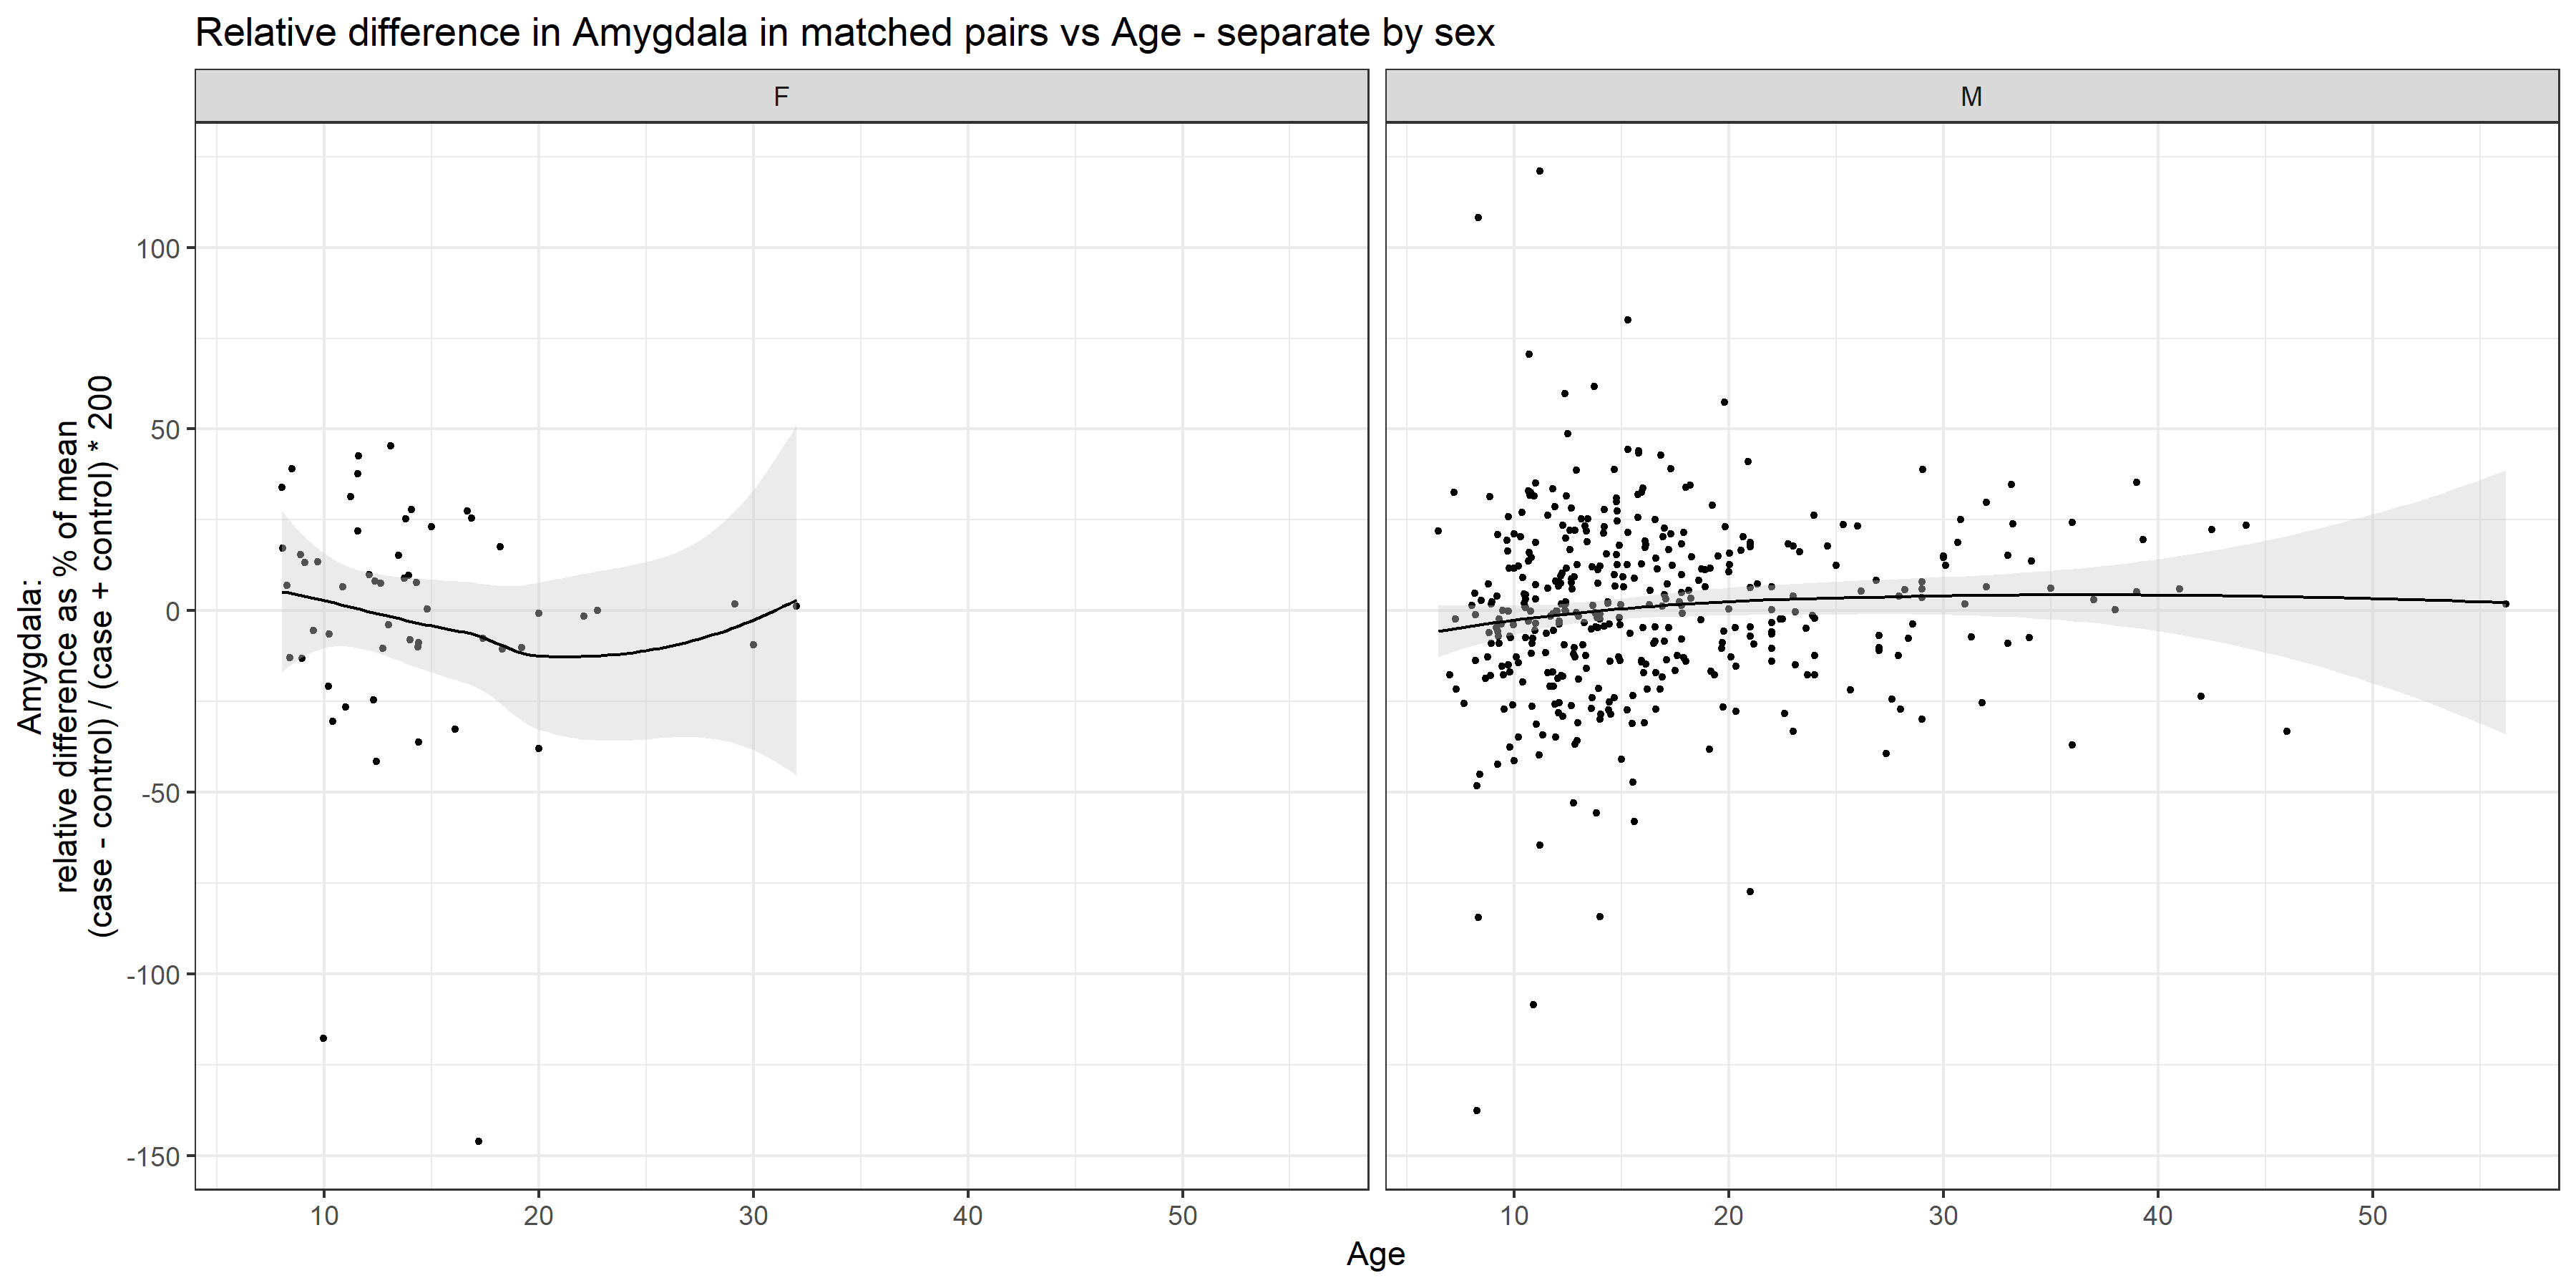 Relative difference in Amygdala in matched pairs vs Age - separate by sex
F
M
Amygdala:
relative difference as % of mean
(case - control) / (case + control) * 200
100
50
0
-50
-100
-150
10
20
30
40
50
10
20
30
40
50
Age